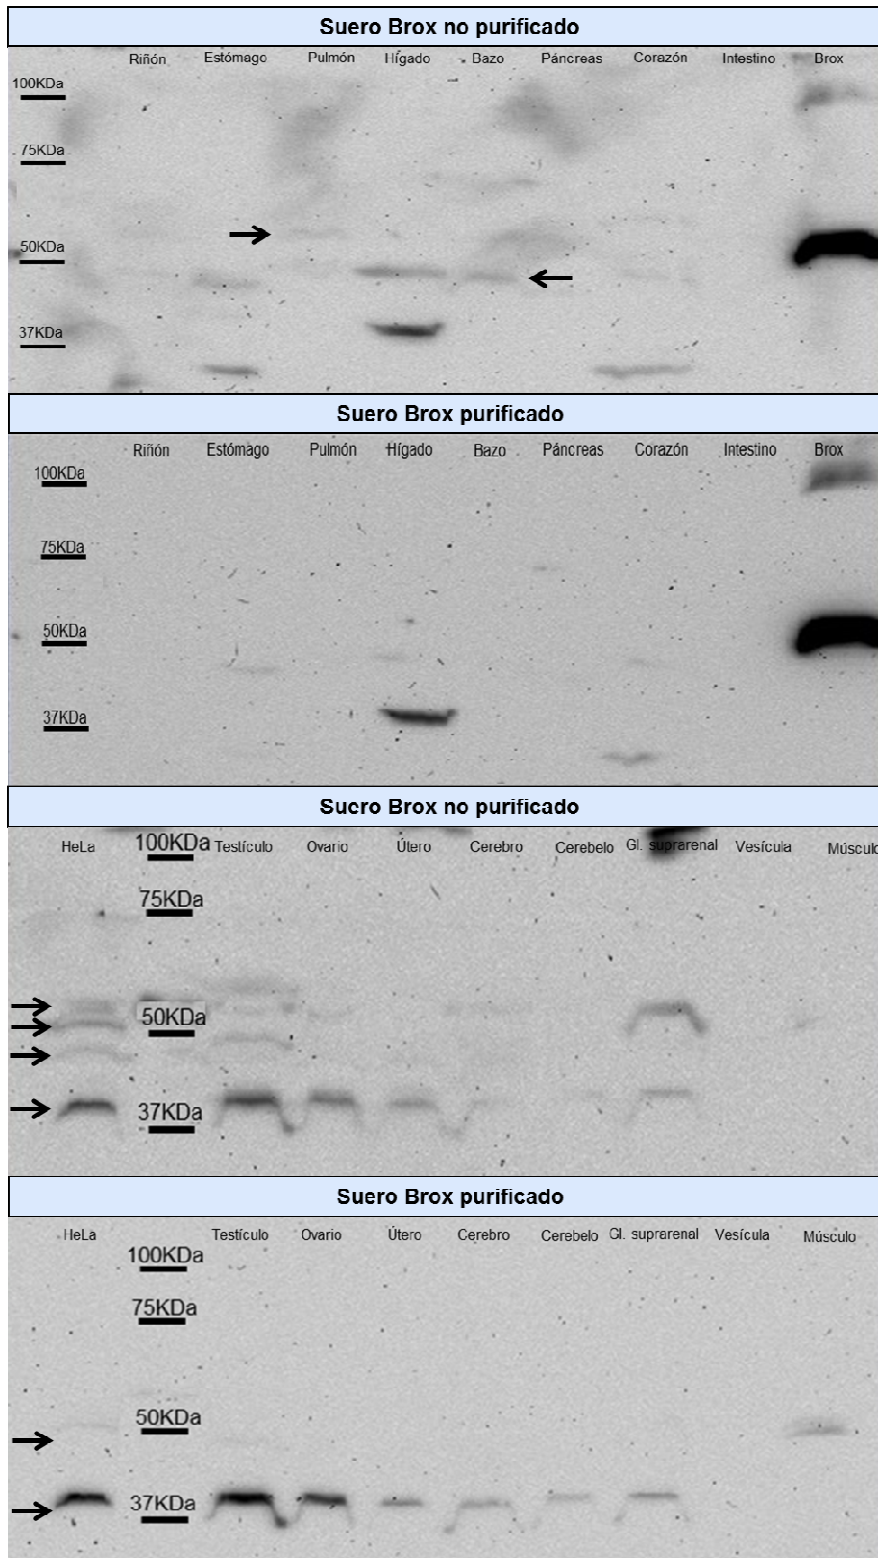 Suero Brox no purificado
Riñón Estómago Pulmón Hígado Bazo Páncreas Corazón Intestino Brox
100KDa
75KDa
50KDa
37KDa
Suero Brox purificado
Riñón Estómago Pulmón Hígado Bazo Páncreas Corazón Intestino Brox
100KDa
75KDa
50KDa
37KDa
Sucro Brox no purificado
HeLa 100KDa Testículo Ovario Útero Cerebro Cerebelo Gl. suprarenal Vesícula Músculo
75KDa
50KDa
37KDa
Suero Brox purificado
HeLa Testículo Ovario Útero Cerebro Cerebelo Gl. suprarenal Vesícula Músculo
100KDa
75KDa
50KDa
37KDa